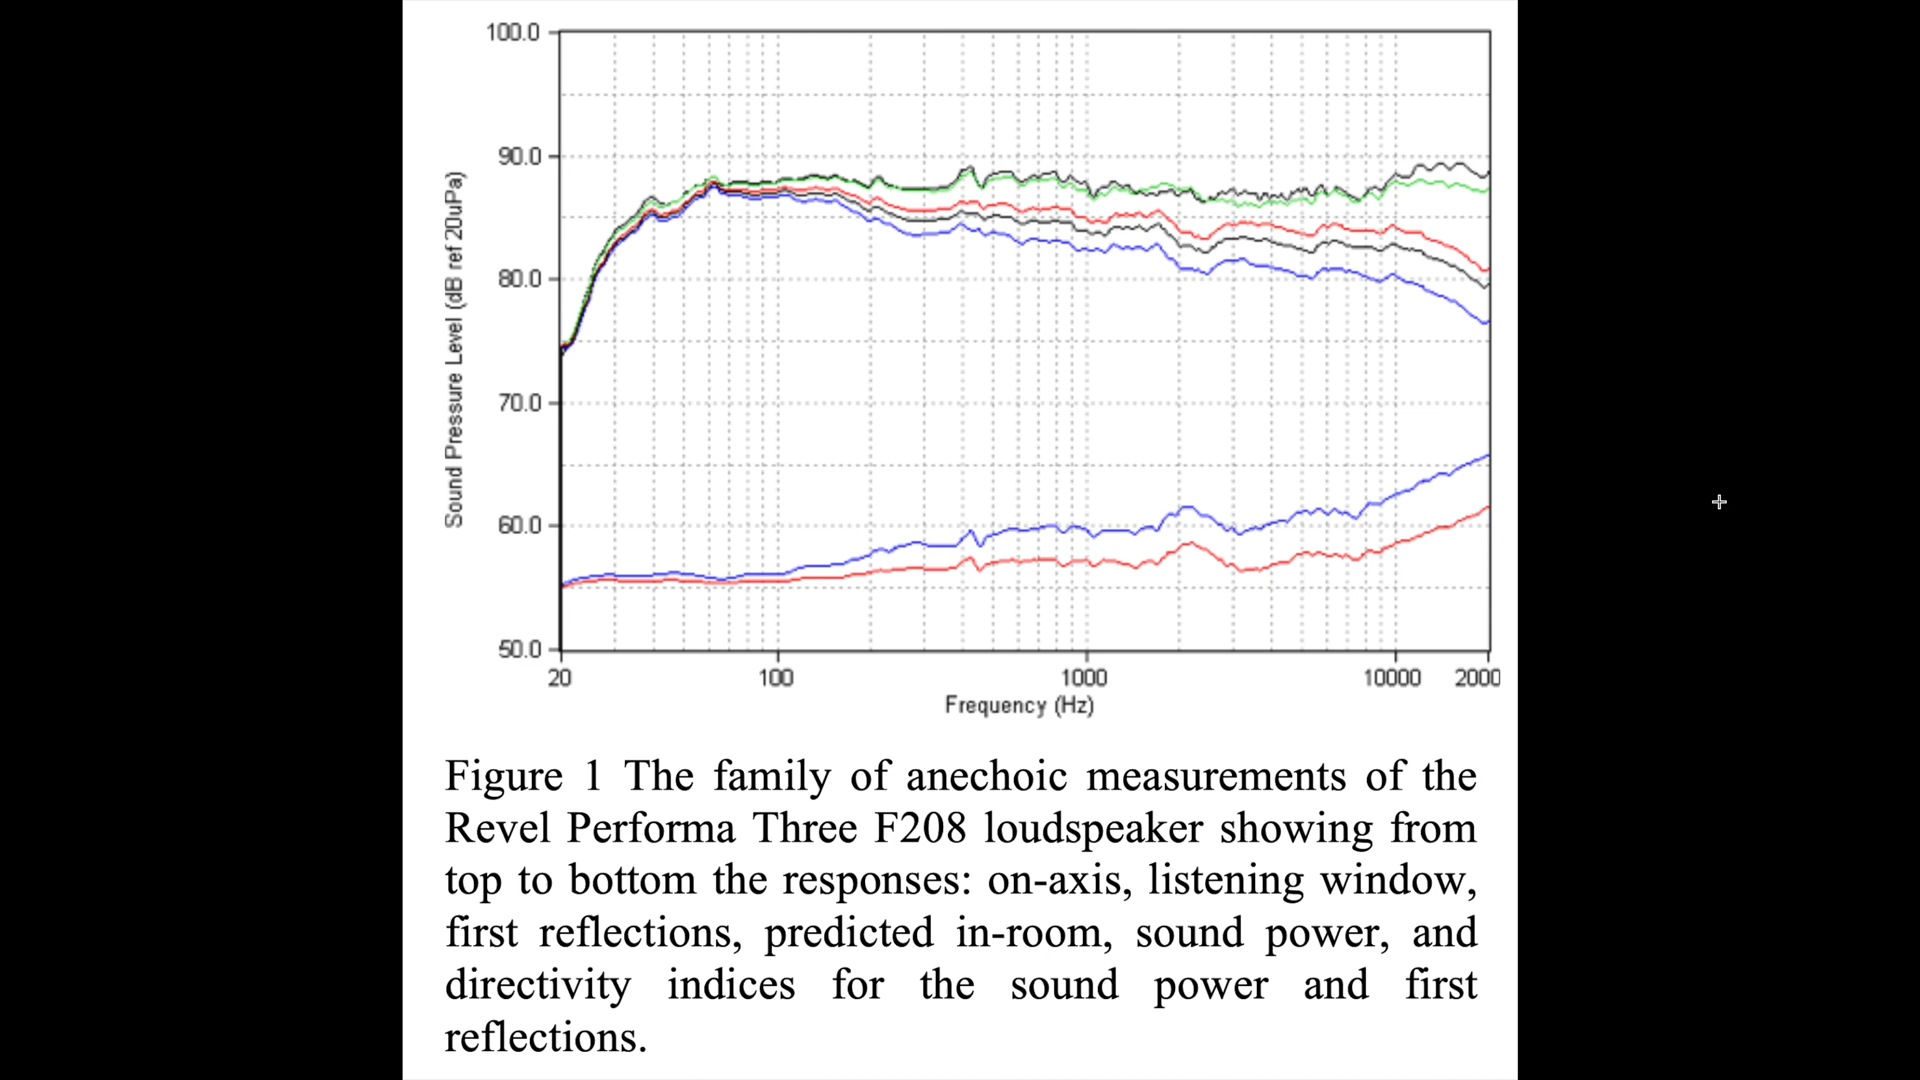 100.0
90.0
80.0
70.0
60.0
50.0
Sound Pressure Level (dB ref 20uPa)
20 100 1000 10000 2000
Frequency (Hz)
Figure 1 The family of anechoic measurements of the
Revel Performa Three F208 loudspeaker showing from
top to bottom the responses: on-axis, listening window,
first reflections, predicted in-room, sound power, and
directivity indices for the sound power and first
reflections.